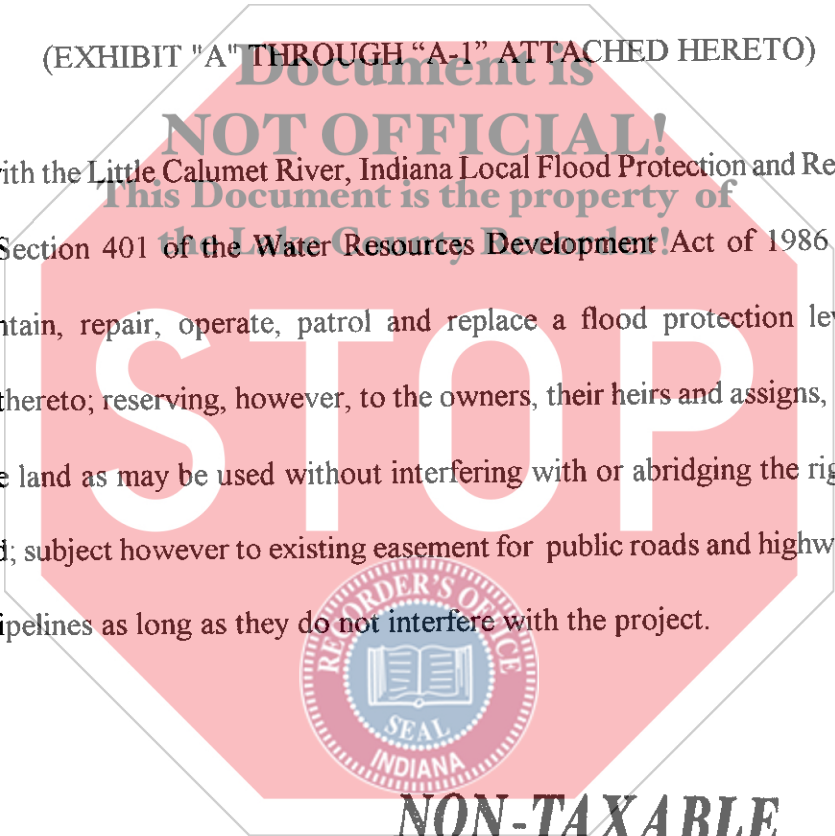 (EXHIBIT "A" THROUGH “A-1” ATTACHED HERETO)
Document is
NOT OFFICIAL!
with the Little Calumet River, Indiana Local Flood Protection and Re
This Document is the property of
the Lake County Recorder!
Section 401 of the Water Resources Development Act of 1986
ntain, repair, operate, patrol and replace a flood protection lev
STOP
thereto; reserving, however, to the owners, their heirs and assigns,
e land as may be used without interfering with or abridging the rig
d; subject however to existing easement for public roads and highw
ipelines as long as they do not interfere with the project.
RECORDER'S OFFICE
SEAL
INDIANA
NON-TAXABLE